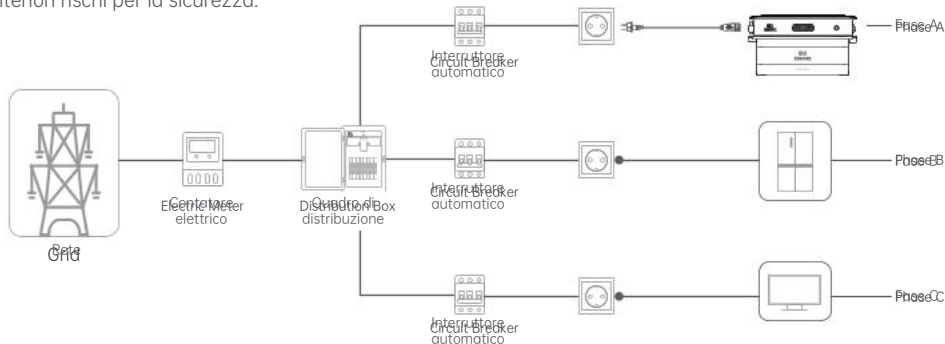 ulteriori rischi per la sicurezza.
Interruttore
automatico
Circuit Breaker
Fase A
Phase A
Rete
Grid
Contatore
elettrico
Electric Meter
Quadro di
distribuzione
Distribution Box
Interruttore
automatico
Circuit Breaker
Fase B
Phase B
Interruttore
automatico
Circuit Breaker
Fase C
Phase C